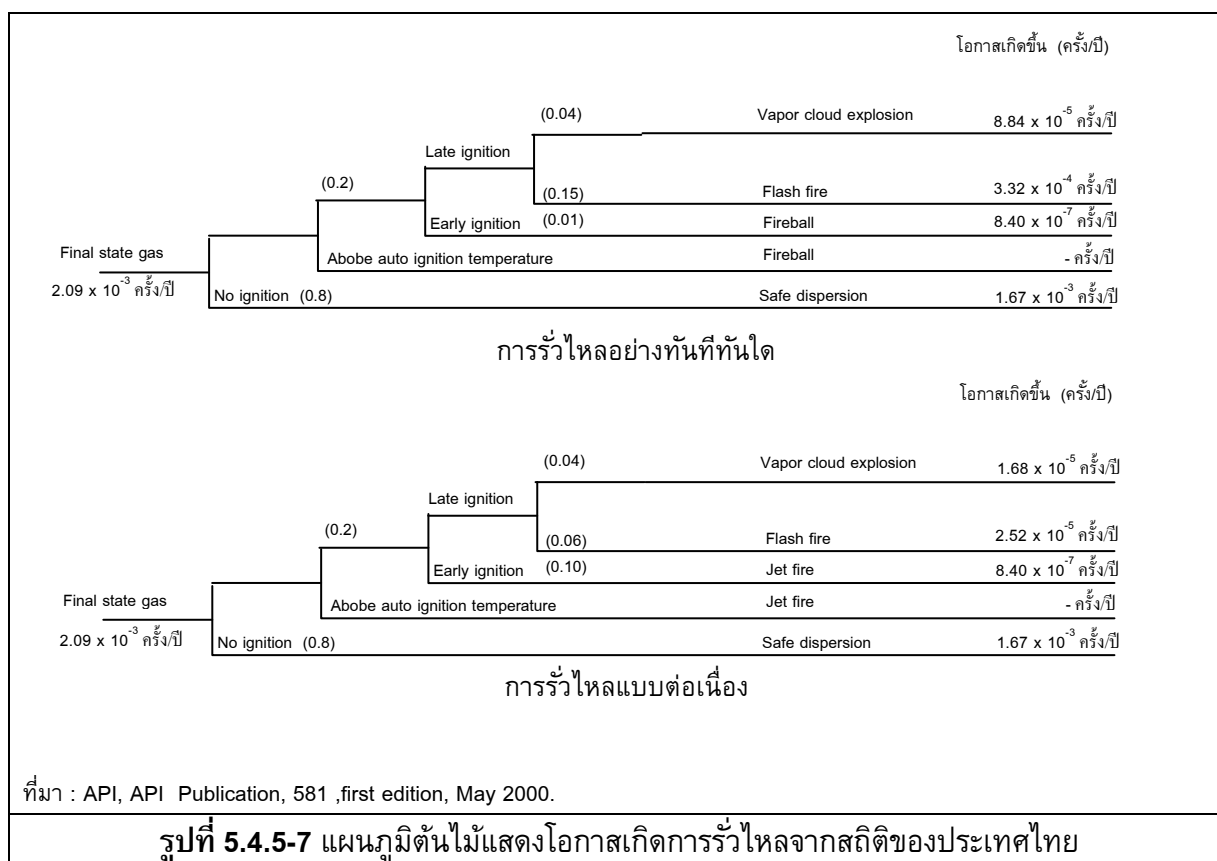 โอกาสเกิดขึ้น (ครั้ง/ปี)
(0.04) Vapor cloud explosion 8.84 x 10-5 ครั้ง/ปี
Late ignition
(0.2)
(0.15) Flash fire 3.32 x 10-4 ครั้ง/ปี
Early ignition (0.01) Fireball 8.40 x 10-7 ครั้ง/ปี
Final state gas
Abobe auto ignition temperature Fireball - ครั้ง/ปี
2.09 x 10-3 ครั้ง/ปี
No ignition (0.8) Safe dispersion 1.67 x 10-3 ครั้ง/ปี
การรั่วไหลอย่างทันทีทันใด
โอกาสเกิดขึ้น (ครั้ง/ปี)
(0.04) Vapor cloud explosion 1.68 x 10-5 ครั้ง/ปี
Late ignition
(0.2)
(0.06) Flash fire 2.52 x 10-5 ครั้ง/ปี
Early ignition (0.10) Jet fire 8.40 x 10-7 ครั้ง/ปี
Final state gas
Abobe auto ignition temperature Jet fire - ครั้ง/ปี
2.09 x 10-3 ครั้ง/ปี
No ignition (0.8) Safe dispersion 1.67 x 10-3 ครั้ง/ปี
การรั่วไหลแบบต่อเนื่อง
ที่มา : API, API Publication, 581 ,first edition, May 2000.
รูปที่ 5.4.5-7 แผนภูมิต้นไม้แสดงโอกาสเกิดการรั่วไหลจากสถิติของประเทศไทย